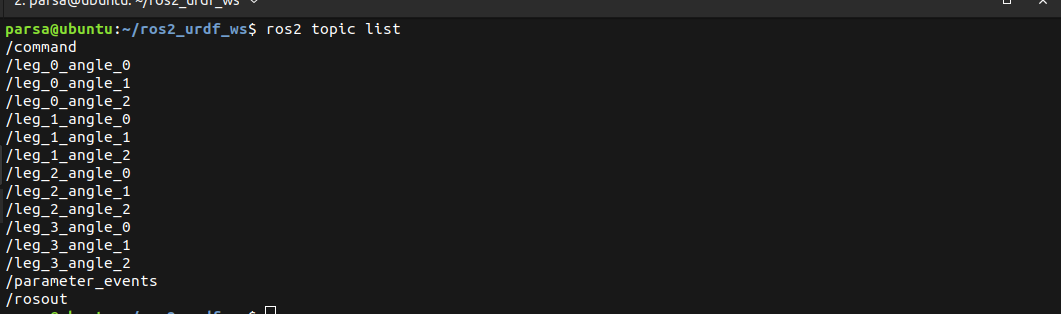 2. parsa@ubuntu: ~/ros2_urdf_ws
parsa@ubuntu:~/ros2_urdf_ws$ ros2 topic list
/command
/leg_0_angle_0
/leg_0_angle_1
/leg_0_angle_2
/leg_1_angle_0
/leg_1_angle_1
/leg_1_angle_2
/leg_2_angle_0
/leg_2_angle_1
/leg_2_angle_2
/leg_3_angle_0
/leg_3_angle_1
/leg_3_angle_2
/parameter_events
/rosout